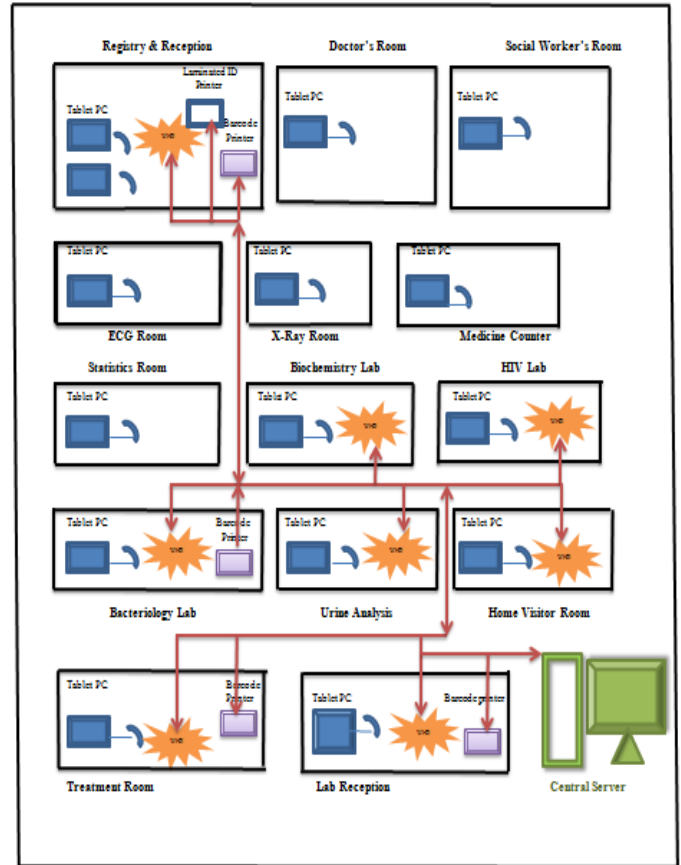 Registry & Reception
Doctor's Room
Social Worker's Room
Laminated ID
Printer
Tablet PC
Barcode
Printer
Tablet PC
Tablet PC
Tablet PC
Tablet PC
Tablet PC
ECG Room
X-Ray Room
Medicine Counter
Statistics Room
Biochemistry Lab
HIV Lab
Tablet PC
Tablet PC
Tablet PC
Tablet PC
Barcode
Printer
Tablet PC
Tablet PC
Bacteriology Lab
Urine Analysis
Home Visitor Room
Tablet PC
Barcode
Printer
Tablet PC
Barcode printer
Treatment Room
Lab Reception
Central Server